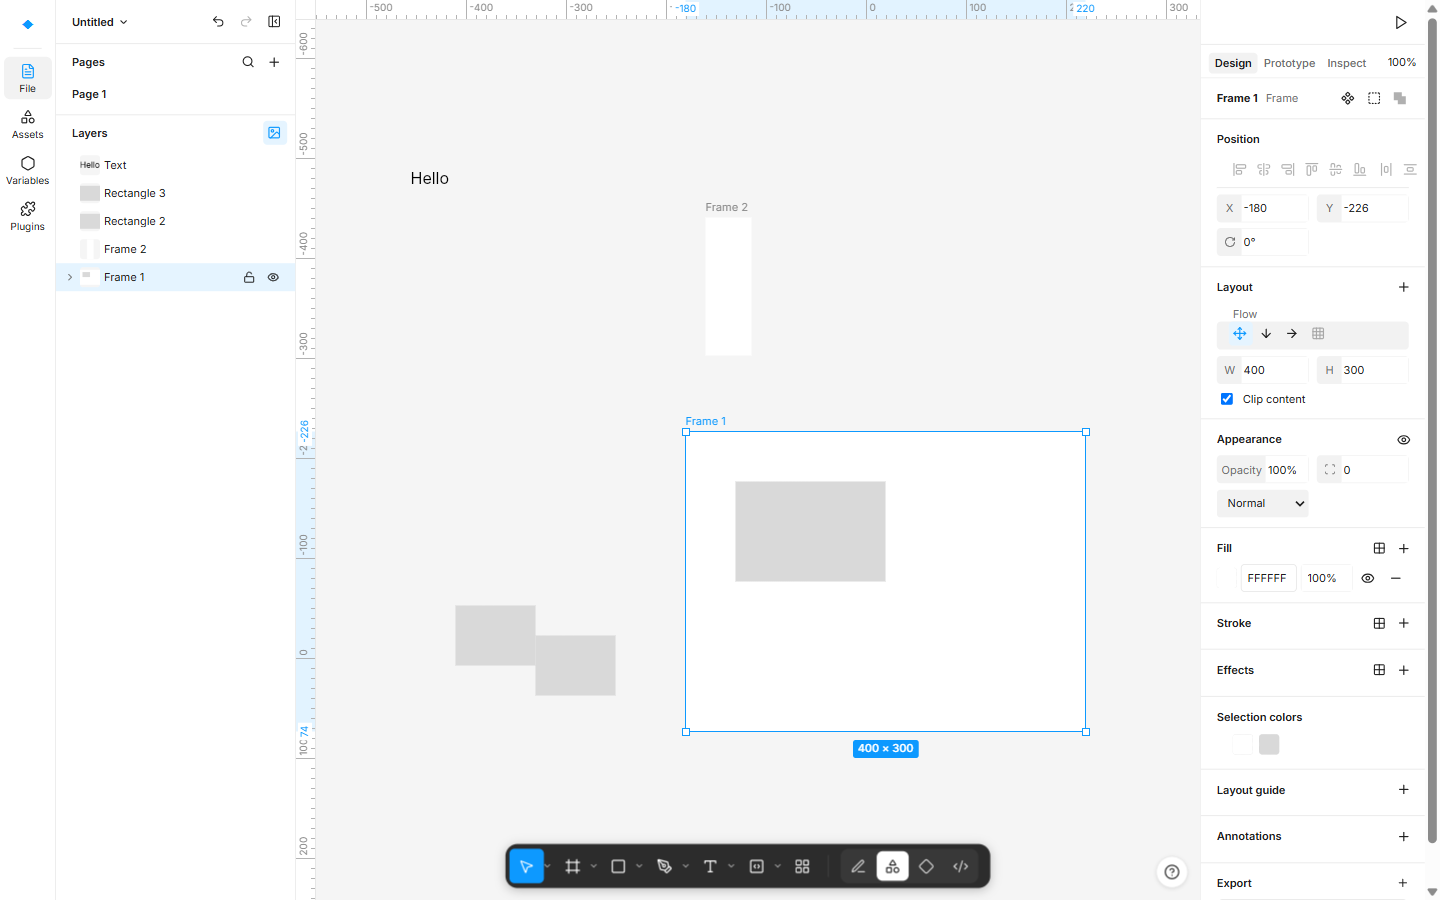 Untitled
File
Assets
Variables
Plugins
Pages
Page 1
Layers
Hello Text
Rectangle 3
Rectangle 2
Frame 2
Frame 1
-500
-400
-300
-180
-100
0
100
220
300
-600
-500
-400
-300
-226
-100
0
74
200
Hello
Frame 2
Frame 1
400 × 300
Design Prototype Inspect 100%
Frame 1 Frame
Position
X -180 Y -226
0°
Layout
Flow
W 400 H 300
Clip content
Appearance
Opacity 100% 0
Normal
Fill
FFFFFF 100%
Stroke
Effects
Selection colors
Layout guide
Annotations
Export